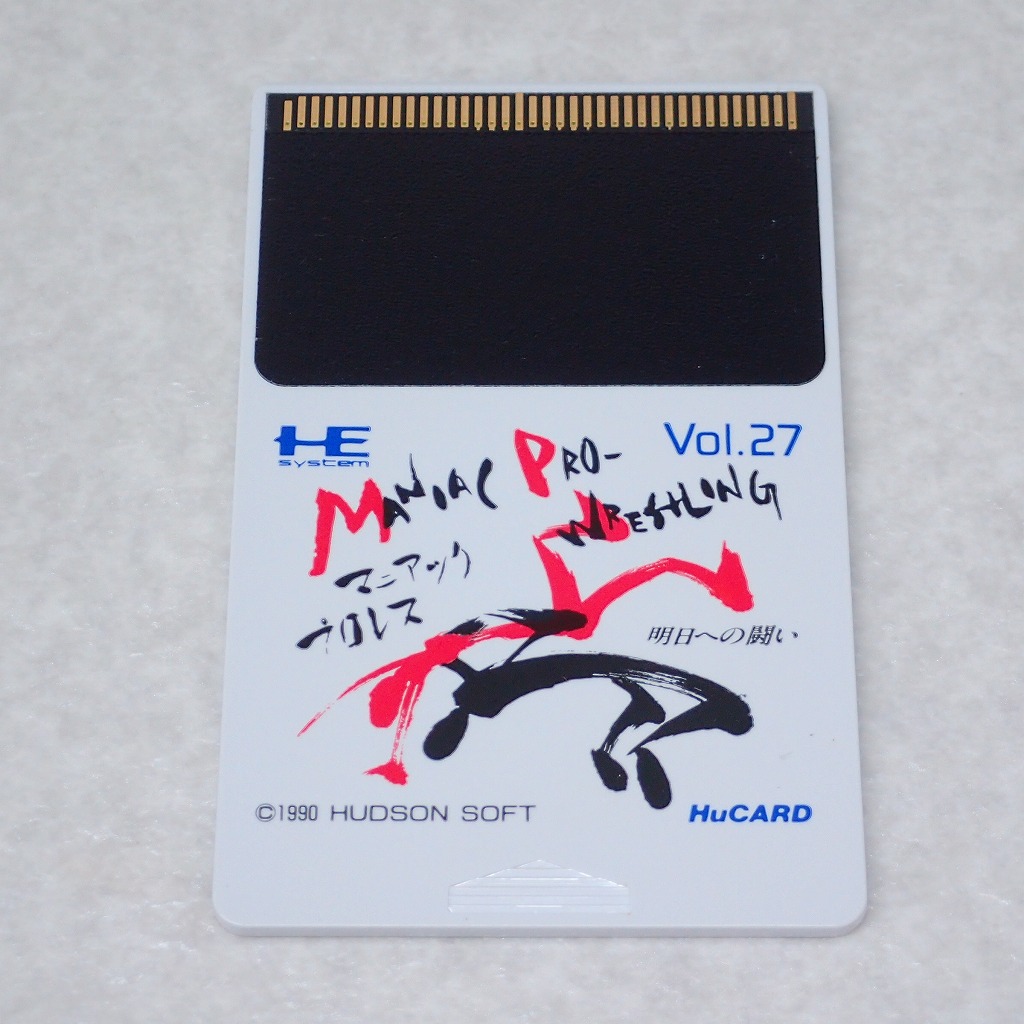 HE
system
Vol.27
MANIAC PRO-
WRESTLING
マニアック
プロレス
明日への闘い
©1990 HUDSON SOFT
HuCARD